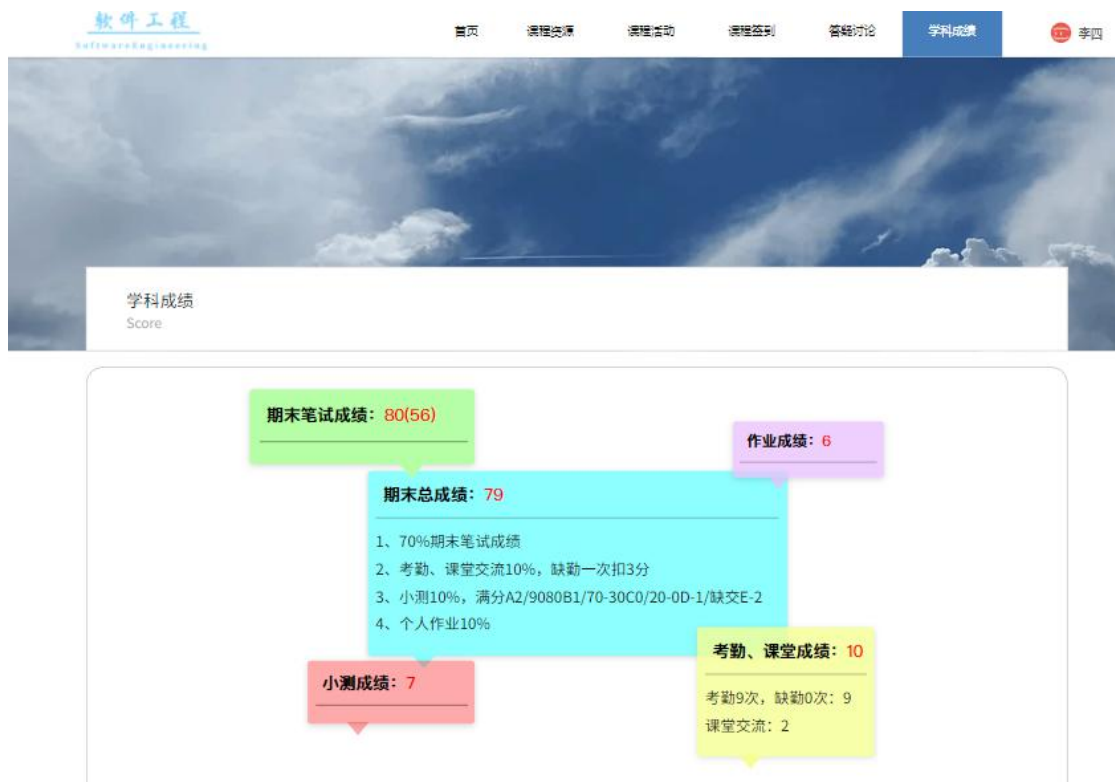 软件工程
SoftwareEngineering
首页 课程资源 课程活动 课程签到 答疑讨论 学科成绩 李四
学科成绩
Score
期末笔试成绩：80(56)
作业成绩：6
期末总成绩：79
1、70%期末笔试成绩
2、考勤、课堂交流10%，缺勤一次扣3分
3、小测10%，满分A2/9080B1/70-30C0/20-0D-1/缺交E-2
4、个人作业10%
考勤、课堂成绩：10
考勤9次，缺勤0次：9
课堂交流：2
小测成绩：7